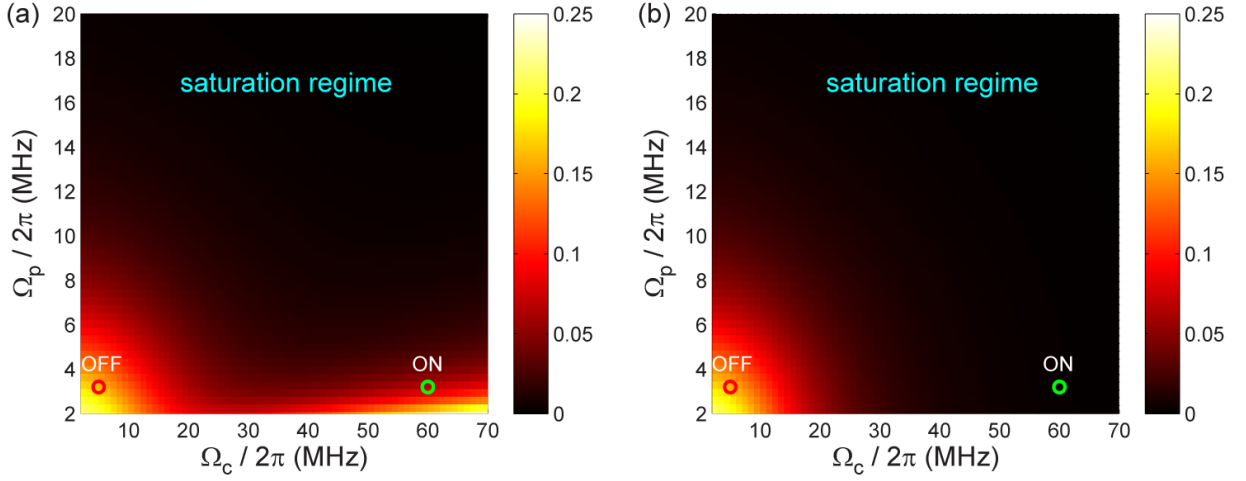 (a)
20
18
16
14
12
10
8
6
4
2
Ωp / 2π (MHz)
saturation regime
OFF
ON
10 20 30 40 50 60 70
Ωc / 2π (MHz)
0.25
0.2
0.15
0.1
0.05
0
(b)
20
18
16
14
12
10
8
6
4
2
Ωp / 2π (MHz)
saturation regime
OFF
ON
10 20 30 40 50 60 70
Ωc / 2π (MHz)
0.25
0.2
0.15
0.1
0.05
0